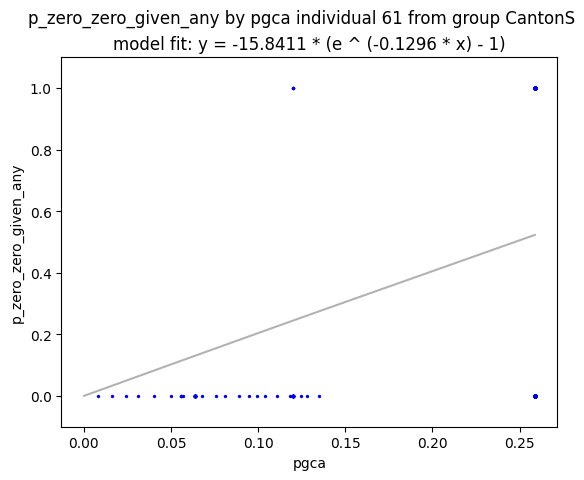 p_zero_zero_given_any by pgca individual 61 from group CantonS
model fit: y = -15.8411 * (e ^ (-0.1296 * x) - 1)
1.0
0.8
0.6
0.4
0.2
0.0
p_zero_zero_given_any
0.00 0.05 0.10 0.15 0.20 0.25
pgca